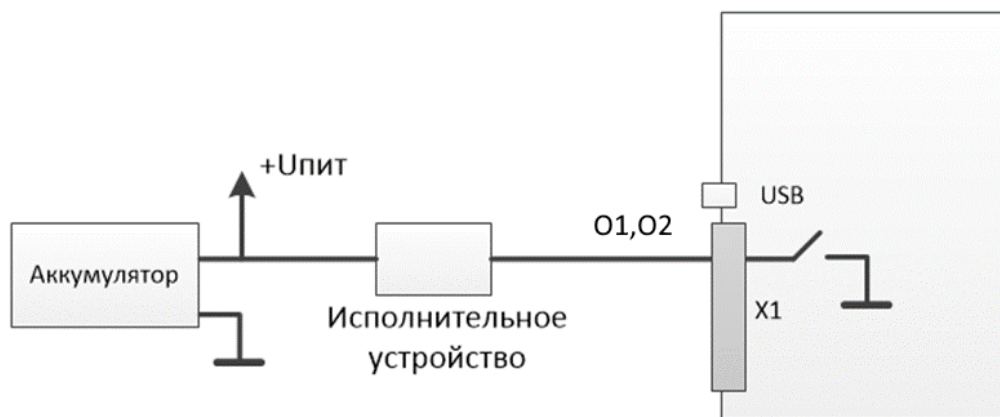 +Uпит
USB
O1,O2
Аккумулятор
X1
Исполнительное
устройство